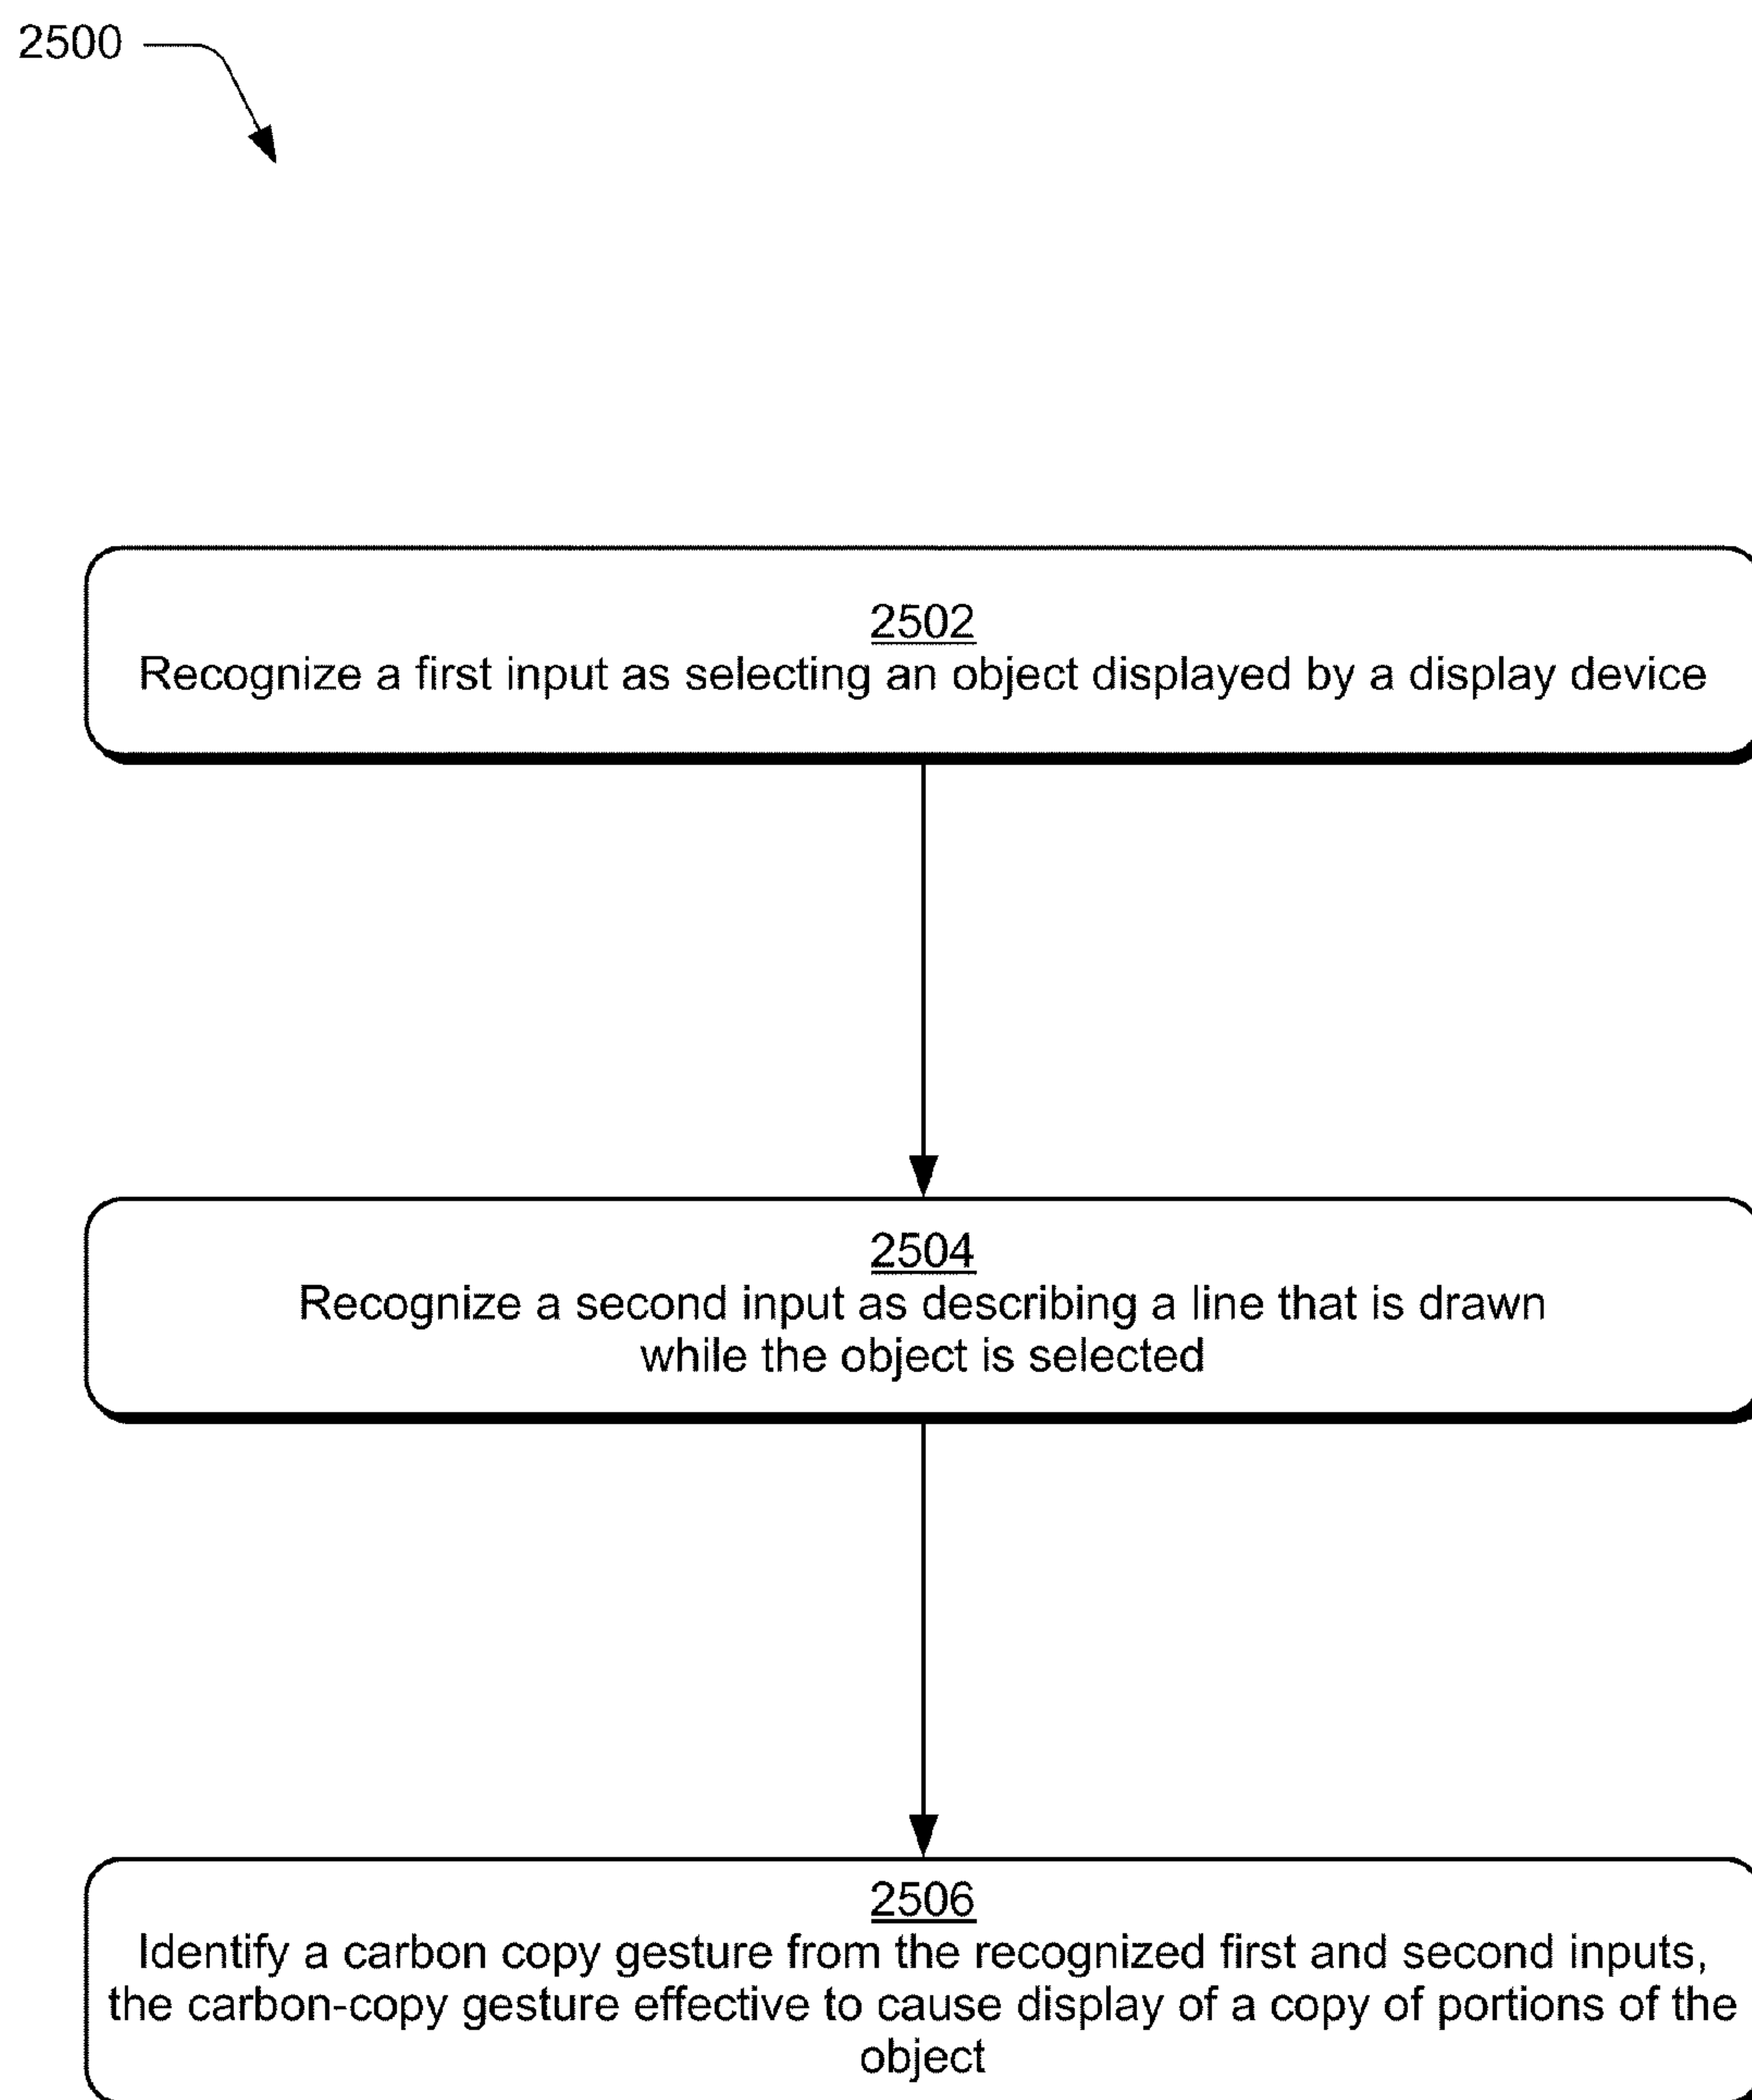 2500
2502
Recognize a first input as selecting an object displayed by a display device
2504
Recognize a second input as describing a line that is drawn
while the object is selected
2506
Identify a carbon copy gesture from the recognized first and second inputs,
the carbon-copy gesture effective to cause display of a copy of portions of the
object